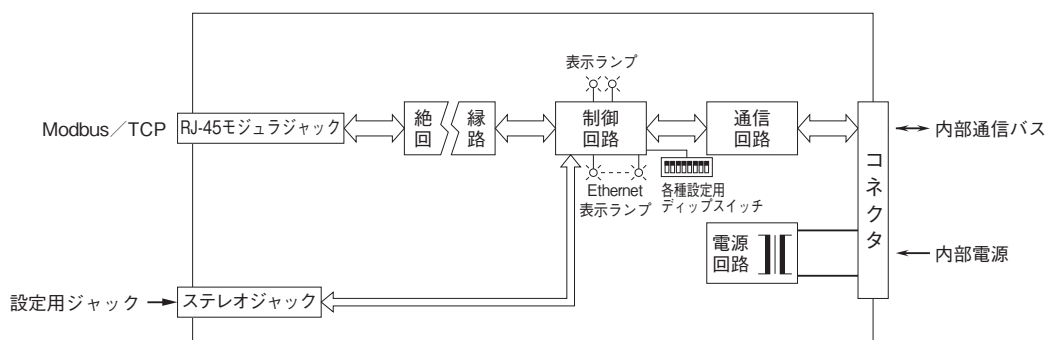 表示ランプ
Modbus／TCP
RJ-45モジュラジャック
絶縁
回路
制御
回路
通信
回路
コネクタ
内部通信バス
Ethernet
表示ランプ
各種設定用
ディップスイッチ
電源
回路
内部電源
設定用ジャック
ステレオジャック